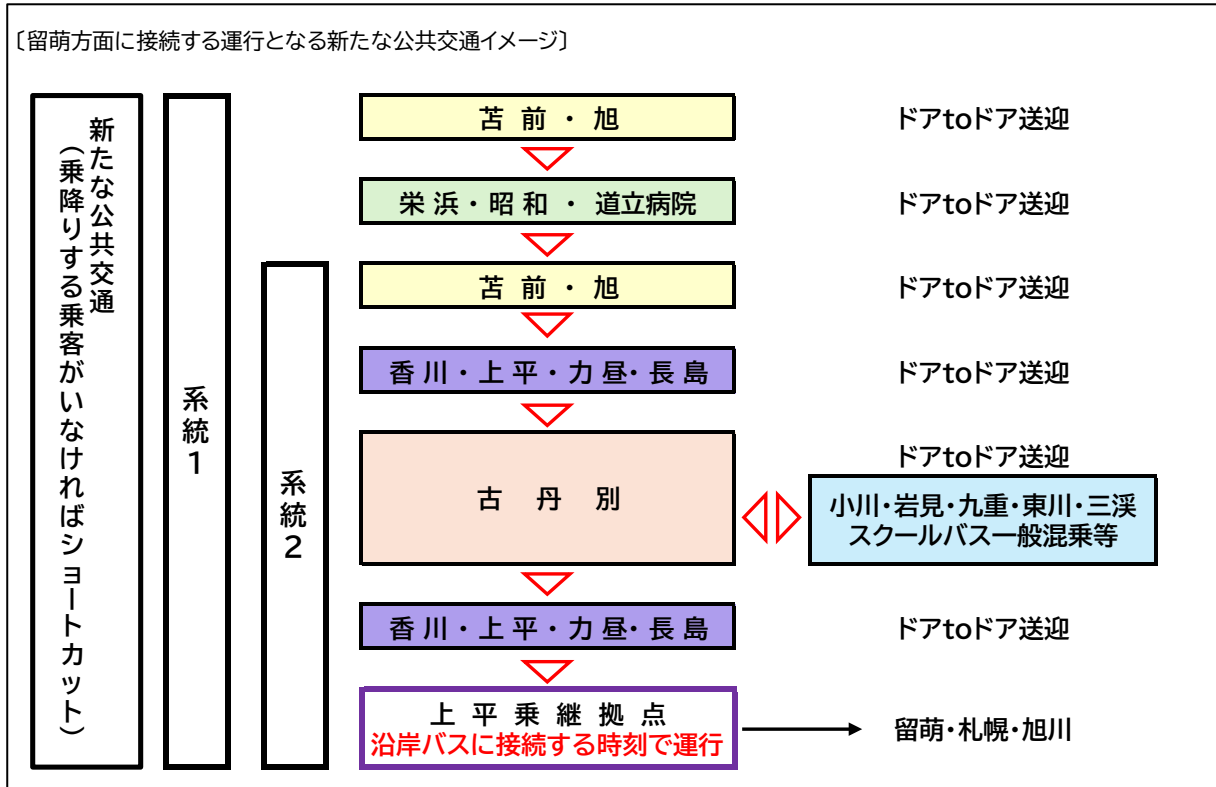 〔留萌方面に接続する運行となる新たな公共交通イメージ〕
新たな公共交通
（乗降りする乗客がいなければショートカット）
系統1
系統2
苫前・旭
ドアtoドア送迎
栄浜・昭和・道立病院
ドアtoドア送迎
苫前・旭
ドアtoドア送迎
香川・上平・力昼・長島
ドアtoドア送迎
古丹別
ドアtoドア送迎
小川・岩見・九重・東川・三渓
スクールバス一般混乗等
香川・上平・力昼・長島
ドアtoドア送迎
上平乗継拠点
沿岸バスに接続する時刻で運行
留萌・札幌・旭川